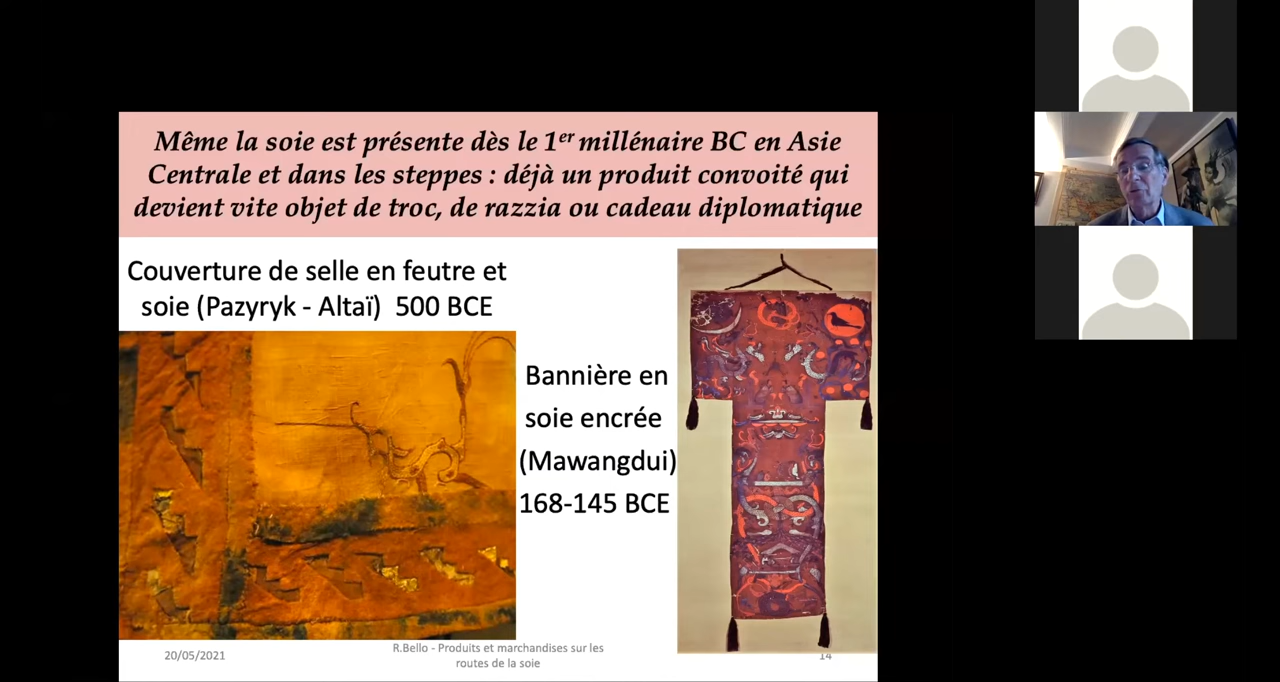 Même la soie est présente dès le 1er millénaire BC en Asie
Centrale et dans les steppes : déjà un produit convoité qui
devient vite objet de troc, de razzia ou cadeau diplomatique
Couverture de selle en feutre et
soie (Pazyryk - Altaï) 500 BCE
Bannière en
soie encrée
(Mawangdui)
168-145 BCE
20/05/2021
R.Bello - Produits et marchandises sur les
routes de la soie
14